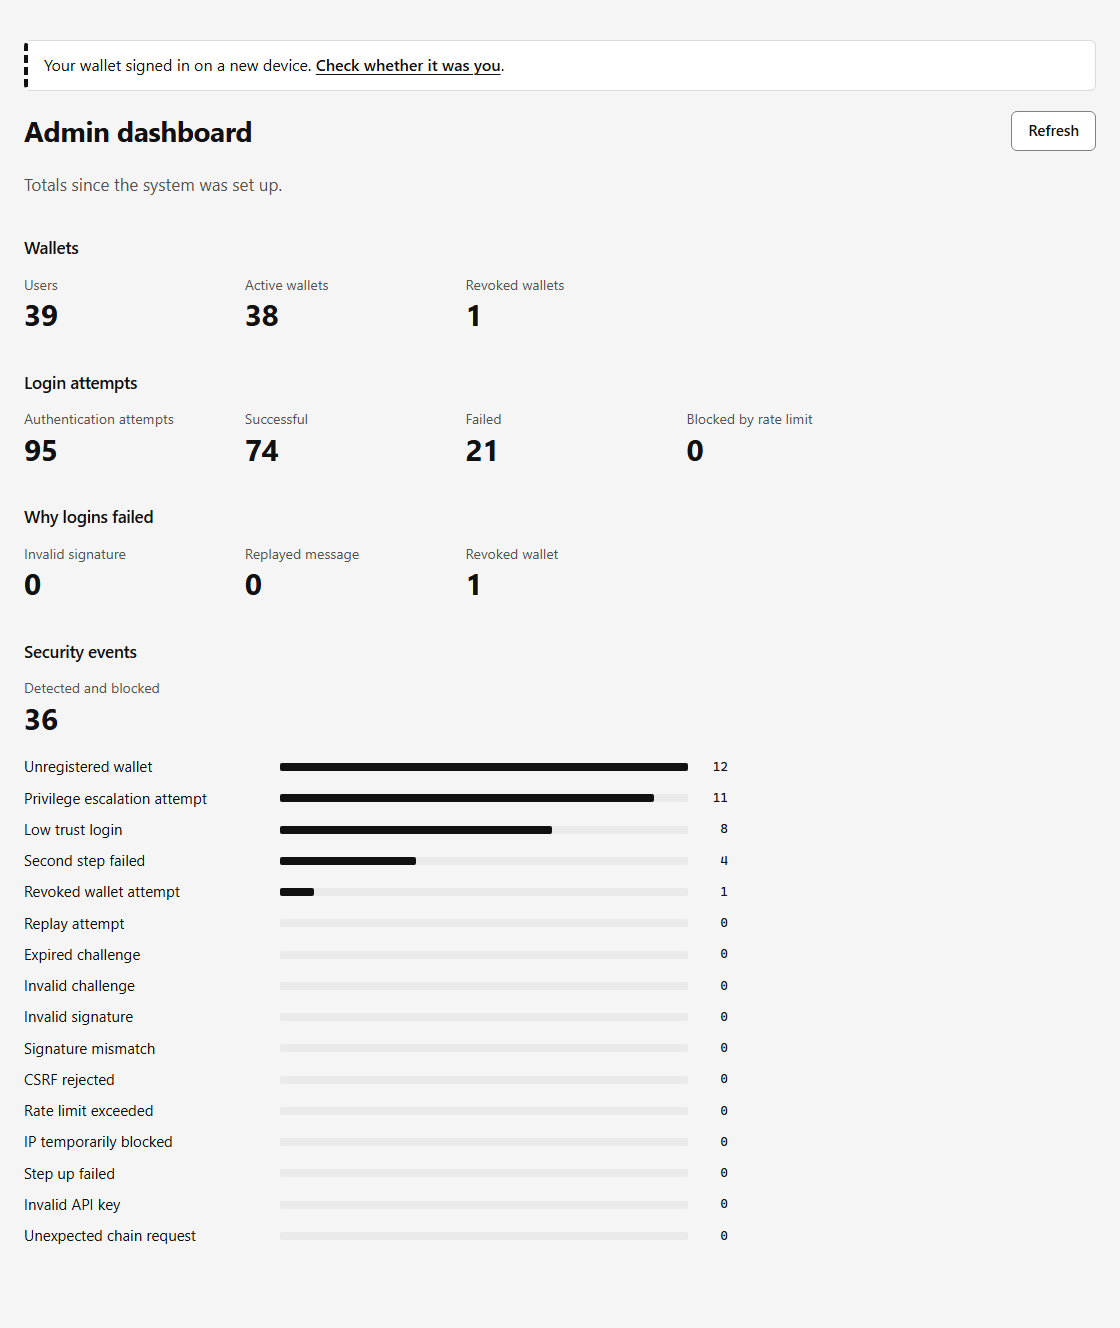 Your wallet signed in on a new device. Check whether it was you.
Admin dashboard
Refresh
Totals since the system was set up.
Wallets
Users
Active wallets
Revoked wallets
39
38
1
Login attempts
Authentication attempts
Successful
Failed
Blocked by rate limit
95
74
21
0
Why logins failed
Invalid signature
Replayed message
Revoked wallet
0
0
1
Security events
Detected and blocked
36
Unregistered wallet 12
Privilege escalation attempt 11
Low trust login 8
Second step failed 4
Revoked wallet attempt 1
Replay attempt 0
Expired challenge 0
Invalid challenge 0
Invalid signature 0
Signature mismatch 0
CSRF rejected 0
Rate limit exceeded 0
IP temporarily blocked 0
Step up failed 0
Invalid API key 0
Unexpected chain request 0